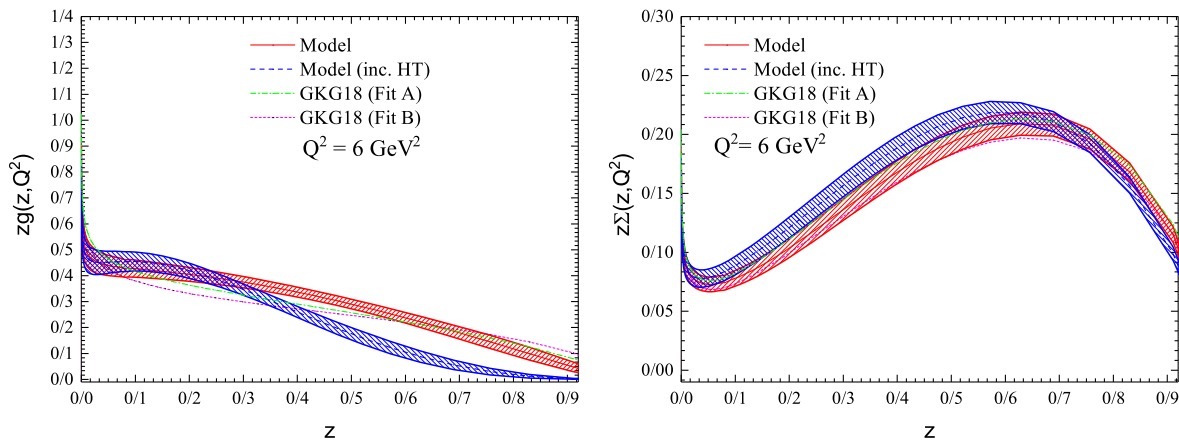 1/4
1/3
1/2
1/1
1/0
0/9
0/8
0/7
0/6
0/5
0/4
0/3
0/2
0/1
0/0
zg(z,Q²)
Model
Model (inc. HT)
GKG18 (Fit A)
GKG18 (Fit B)
Q² = 6 GeV²
0/0 0/1 0/2 0/3 0/4 0/5 0/6 0/7 0/8 0/9
z
0/30
0/25
0/20
0/15
0/10
0/05
0/00
zΣ(z,Q²)
Model
Model (inc. HT)
GKG18 (Fit A)
GKG18 (Fit B)
Q²= 6 GeV²
0/0 0/1 0/2 0/3 0/4 0/5 0/6 0/7 0/8 0/9
z